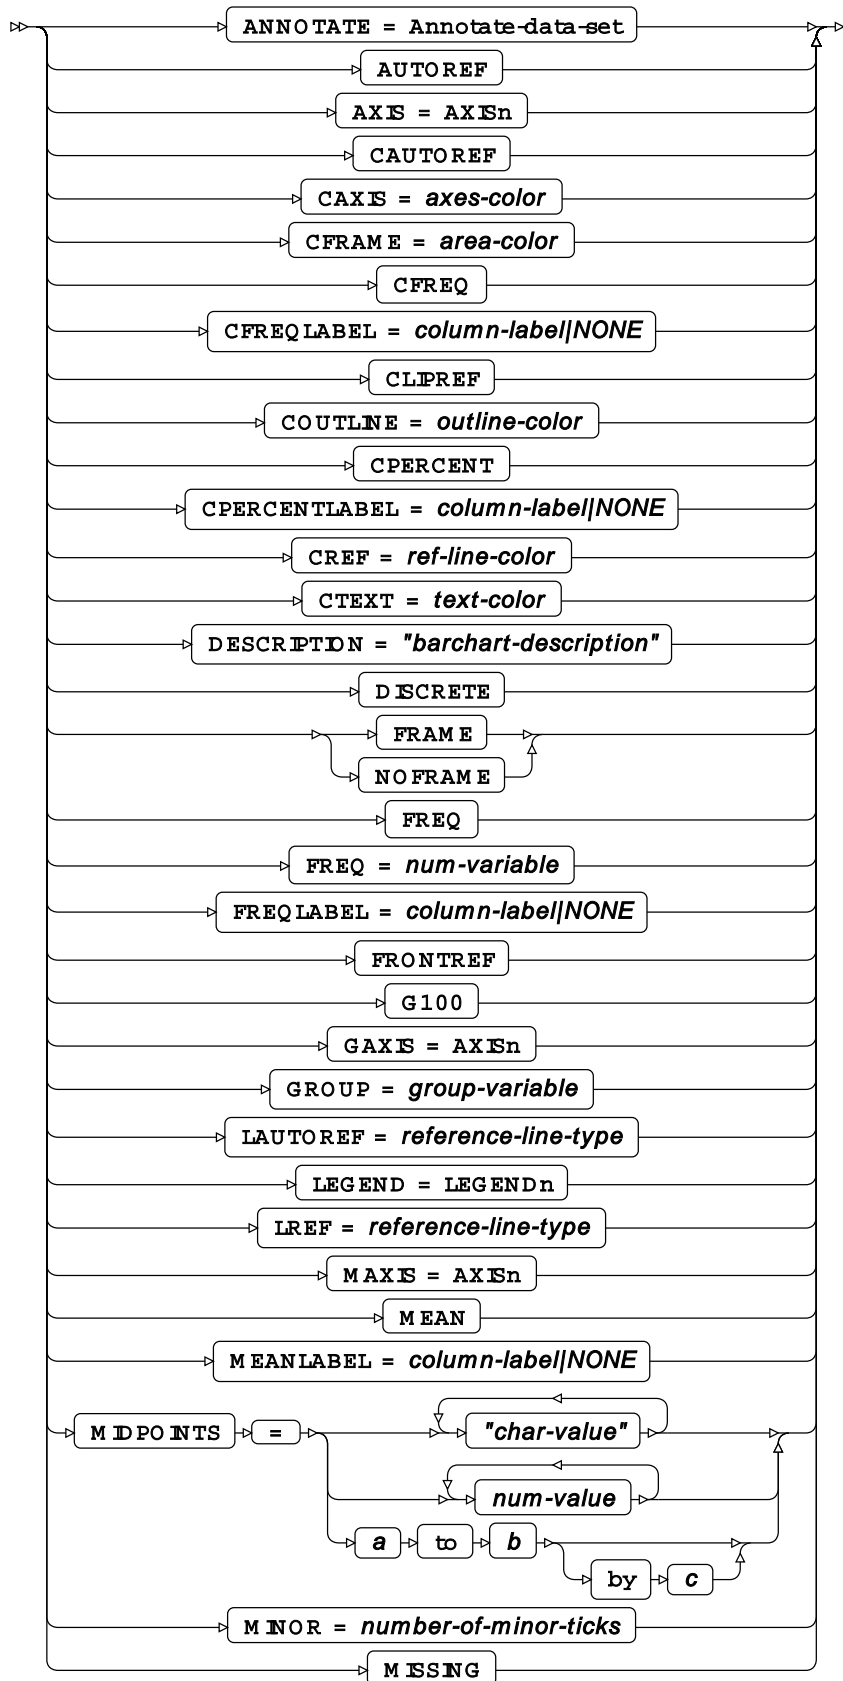 ANNOTATE = Annotate-data-set
AUTOREF
AXIS = AXISn
CAUTOREF
CAXIS = axes-color
CFRAME = area-color
CFREQ
CFREQLABEL = column-label|NONE
CLIPREF
COUTLINE = outline-color
CPERCENT
CPERCENTLABEL = column-label|NONE
CREF = ref-line-color
CTEXT = text-color
DESCRIPTION = "barchart-description"
DISCRETE
FRAME
NOFRAME
FREQ
FREQ = num-variable
FREQLABEL = column-label|NONE
FRONTREF
G100
GAXIS = AXISn
GROUP = group-variable
LAUTOREF = reference-line-type
LEGEND = LEGENDn
LREF = reference-line-type
MAXIS = AXISn
MEAN
MEANLABEL = column-label|NONE
MIDPOINTS = "char-value"
num-value
a to b
by c
MINOR = number-of-minor-ticks
MISSING